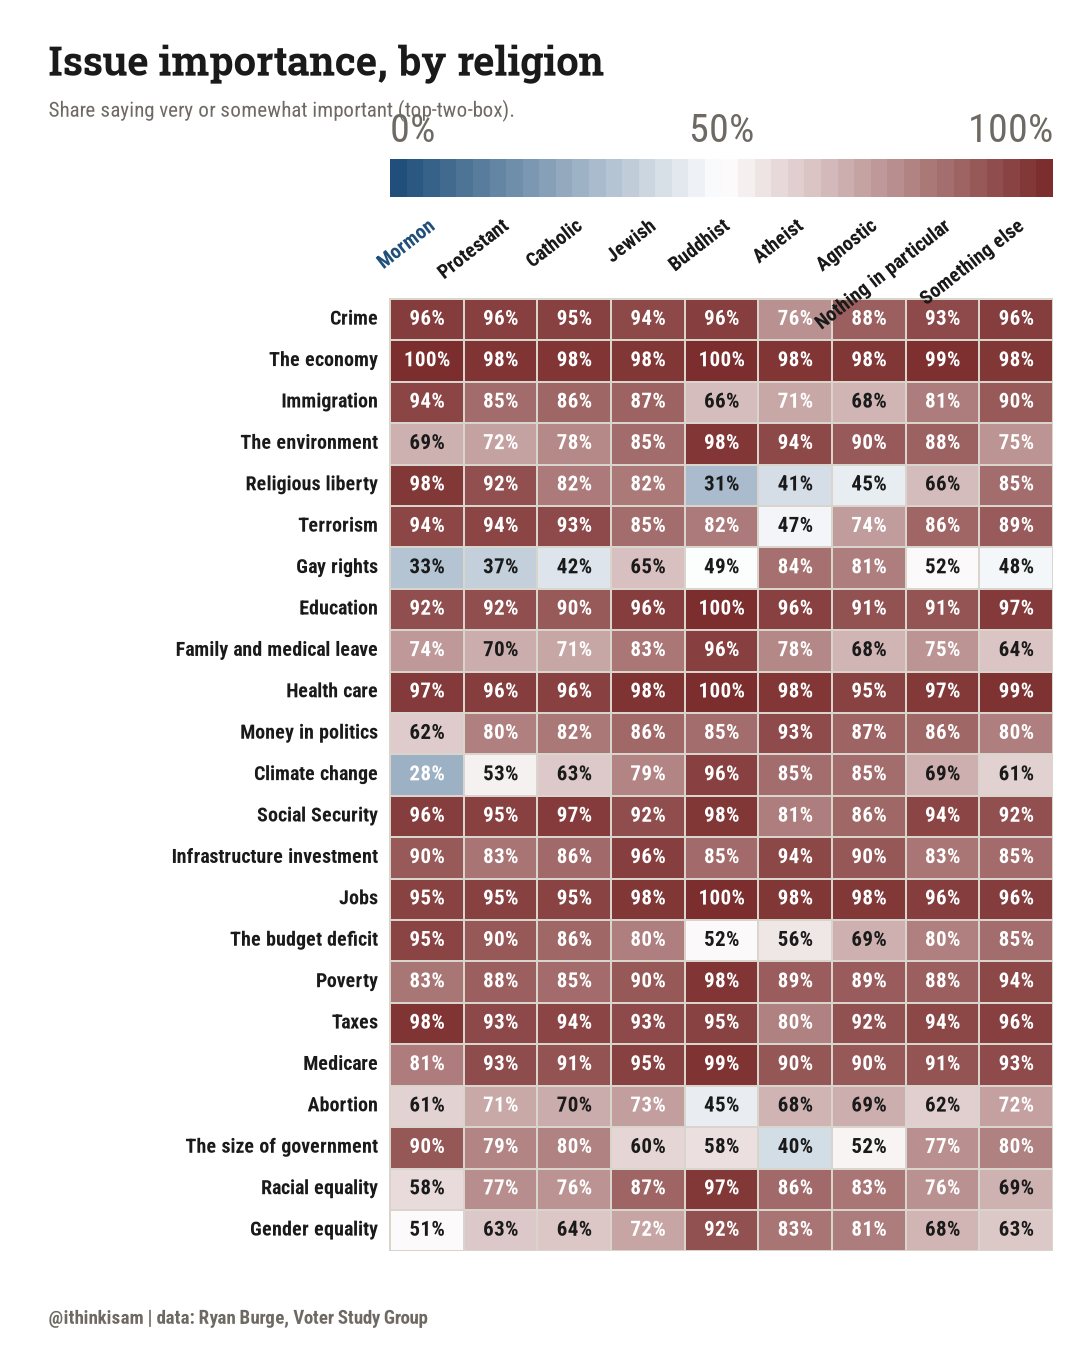 Issue importance, by religion
Share saying very or somewhat important (top-two-box).
0% 50% 100%
Mormon Protestant Catholic Jewish Buddhist Atheist Agnostic Nothing in particular Something else
Crime 96% 96% 95% 94% 96% 76% 88% 93% 96%
The economy 100% 98% 98% 98% 100% 98% 98% 99% 98%
Immigration 94% 85% 86% 87% 66% 71% 68% 81% 90%
The environment 69% 72% 78% 85% 98% 94% 90% 88% 75%
Religious liberty 98% 92% 82% 82% 31% 41% 45% 66% 85%
Terrorism 94% 94% 93% 85% 82% 47% 74% 86% 89%
Gay rights 33% 37% 42% 65% 49% 84% 81% 52% 48%
Education 92% 92% 90% 96% 100% 96% 91% 91% 97%
Family and medical leave 74% 70% 71% 83% 96% 78% 68% 75% 64%
Health care 97% 96% 96% 98% 100% 98% 95% 97% 99%
Money in politics 62% 80% 82% 86% 85% 93% 87% 86% 80%
Climate change 28% 53% 63% 79% 96% 85% 85% 69% 61%
Social Security 96% 95% 97% 92% 98% 81% 86% 94% 92%
Infrastructure investment 90% 83% 86% 96% 85% 94% 90% 83% 85%
Jobs 95% 95% 95% 98% 100% 98% 98% 96% 96%
The budget deficit 95% 90% 86% 80% 52% 56% 69% 80% 85%
Poverty 83% 88% 85% 90% 98% 89% 89% 88% 94%
Taxes 98% 93% 94% 93% 95% 80% 92% 94% 96%
Medicare 81% 93% 91% 95% 99% 90% 90% 91% 93%
Abortion 61% 71% 70% 73% 45% 68% 69% 62% 72%
The size of government 90% 79% 80% 60% 58% 40% 52% 77% 80%
Racial equality 58% 77% 76% 87% 97% 86% 83% 76% 69%
Gender equality 51% 63% 64% 72% 92% 83% 81% 68% 63%
@ithinkisam | data: Ryan Burge, Voter Study Group